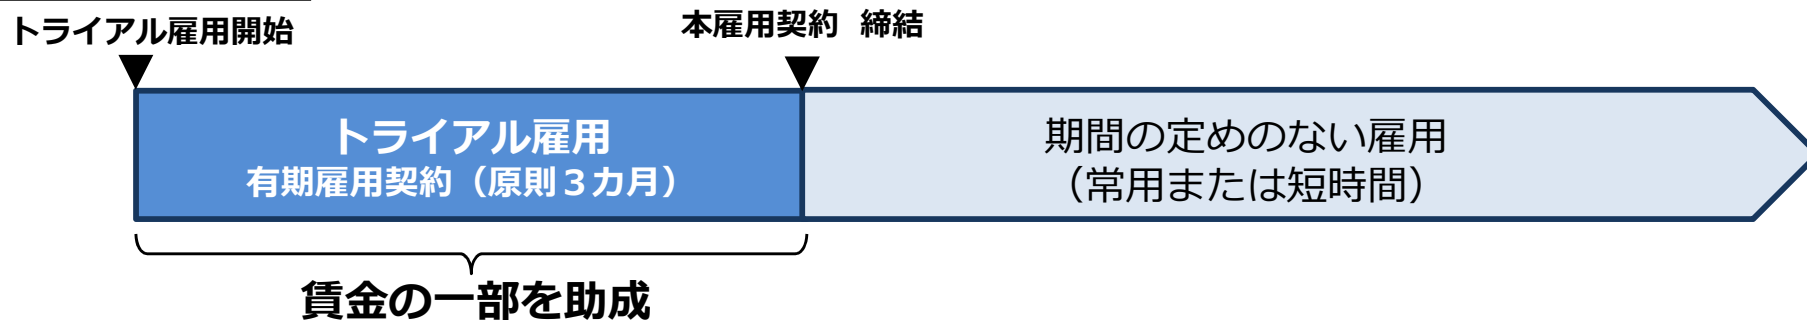 トライアル雇用開始
本雇用契約 締結
トライアル雇用
有期雇用契約（原則３カ月）
期間の定めのない雇用
（常用または短時間）
賃金の一部を助成